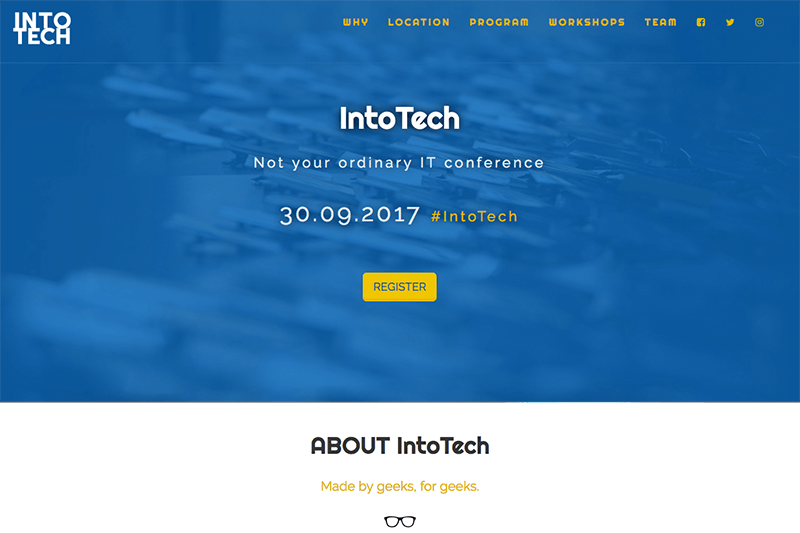 INTO
TECH
WHY LOCATION PROGRAM WORKSHOPS TEAM
IntoTech
Not your ordinary IT conference
30.09.2017 #IntoTech
REGISTER
ABOUT IntoTech
Made by geeks, for geeks.